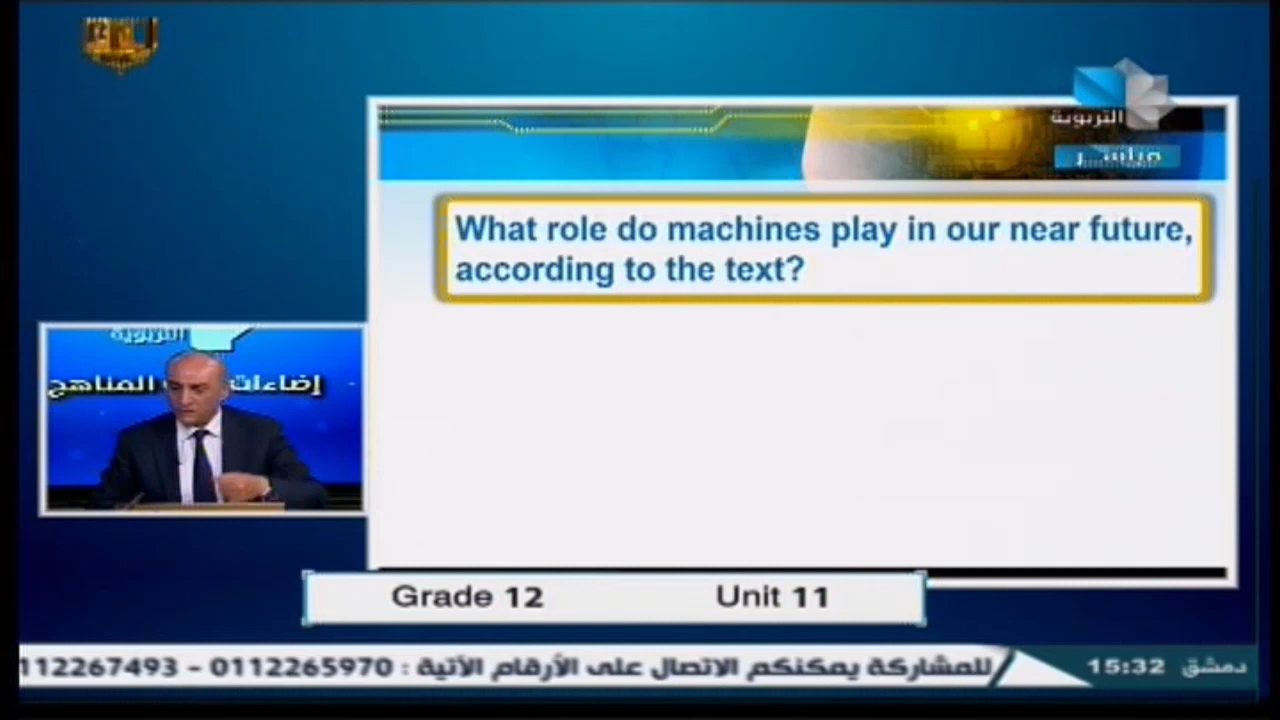 التربوية
مباشر
What role do machines play in our near future,
according to the text?
التربوية
إضاءات المناهج
Grade 12 Unit 11
دمشق 15:32
للمشاركة يمكنكم الاتصال على الأرقام الآتية : 0112265970 - 112267493